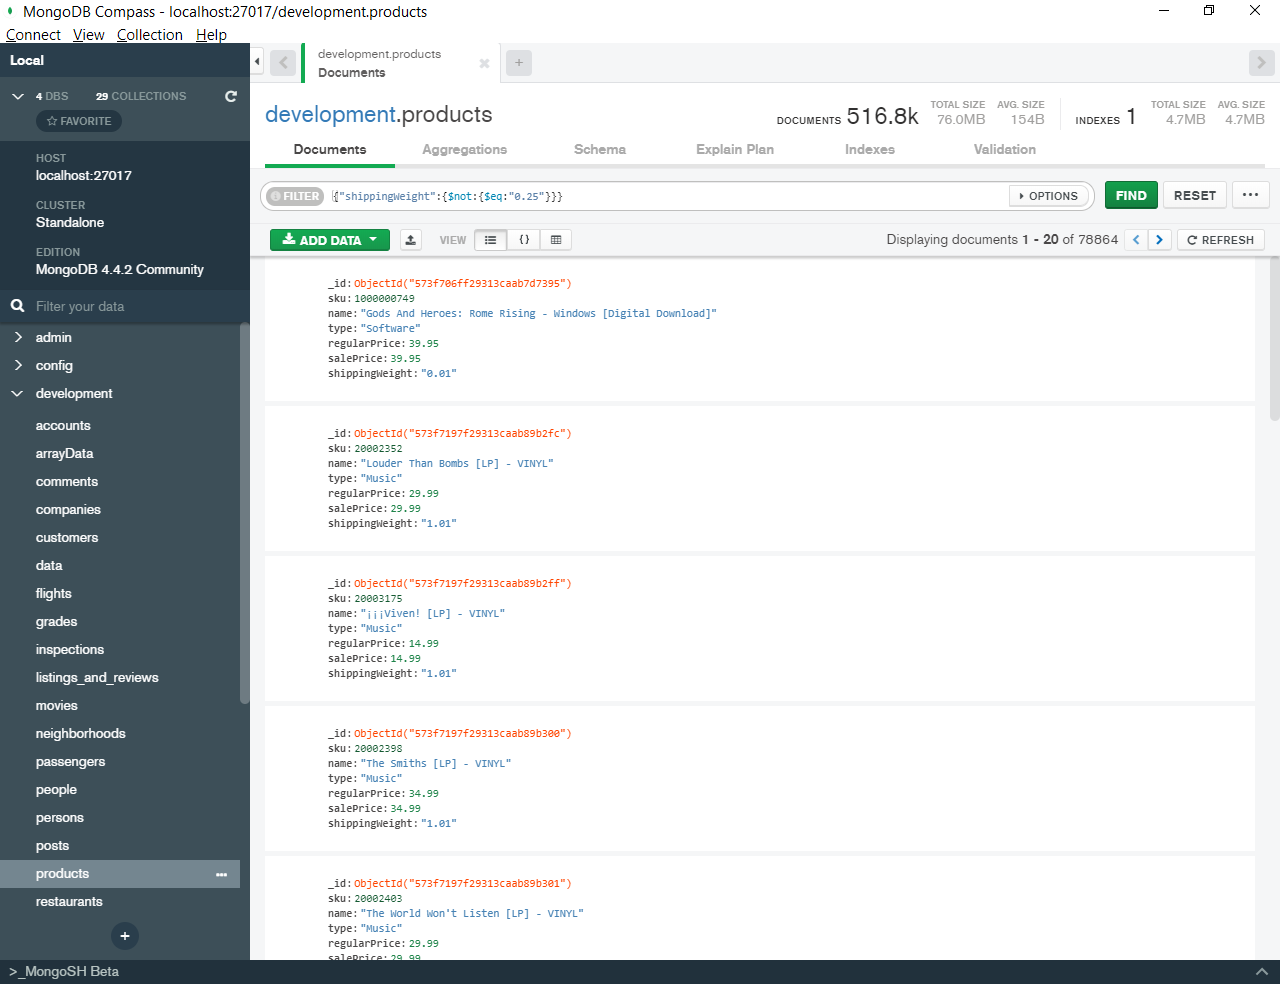 MongoDB Compass - localhost:27017/development.products
Connect View Collection Help
Local
4 DBS 29 COLLECTIONS
FAVORITE
HOST
localhost:27017
CLUSTER
Standalone
EDITION
MongoDB 4.4.2 Community
Filter your data
admin
config
development
accounts
arrayData
comments
companies
customers
data
flights
grades
inspections
listings_and_reviews
movies
neighborhoods
passengers
people
persons
posts
products
restaurants
development.products
Documents
development.products
DOCUMENTS 516.8k TOTAL SIZE 76.0MB AVG. SIZE 154B INDEXES 1 TOTAL SIZE 4.7MB AVG. SIZE 4.7MB
Documents Aggregations Schema Explain Plan Indexes Validation
FILTER {"shippingWeight":{$not:{$eq:"0.25"}}} OPTIONS FIND RESET
ADD DATA VIEW {} Displaying documents 1 - 20 of 78864 < > REFRESH
_id:ObjectId("573f706ff29313caab7d7395")
sku:1000000749
name:"Gods And Heroes: Rome Rising - Windows [Digital Download]"
type:"Software"
regularPrice:39.95
salePrice:39.95
shippingWeight:"0.01"
_id:ObjectId("573f7197f29313caab89b2fc")
sku:20002352
name:"Louder Than Bombs [LP] - VINYL"
type:"Music"
regularPrice:29.99
salePrice:29.99
shippingWeight:"1.01"
_id:ObjectId("573f7197f29313caab89b2ff")
sku:20003175
name:"¡¡¡Viven! [LP] - VINYL"
type:"Music"
regularPrice:14.99
salePrice:14.99
shippingWeight:"1.01"
_id:ObjectId("573f7197f29313caab89b300")
sku:20002398
name:"The Smiths [LP] - VINYL"
type:"Music"
regularPrice:34.99
salePrice:34.99
shippingWeight:"1.01"
_id:ObjectId("573f7197f29313caab89b301")
sku:20002403
name:"The World Won't Listen [LP] - VINYL"
type:"Music"
regularPrice:29.99
salePrice:29.99
>_MongoSH Beta